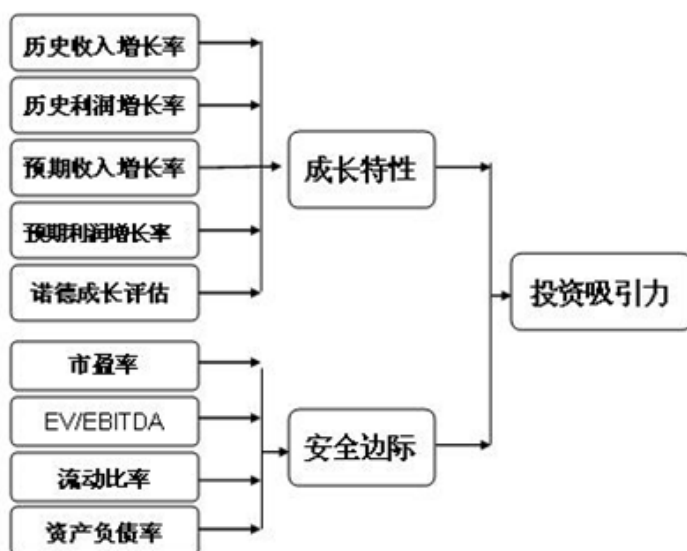 历史收入增长率
历史利润增长率
预期收入增长率
预期利润增长率
诺德成长评估
市盈率
EV/EBITDA
流动比率
资产负债率
成长特性
安全边际
投资吸引力